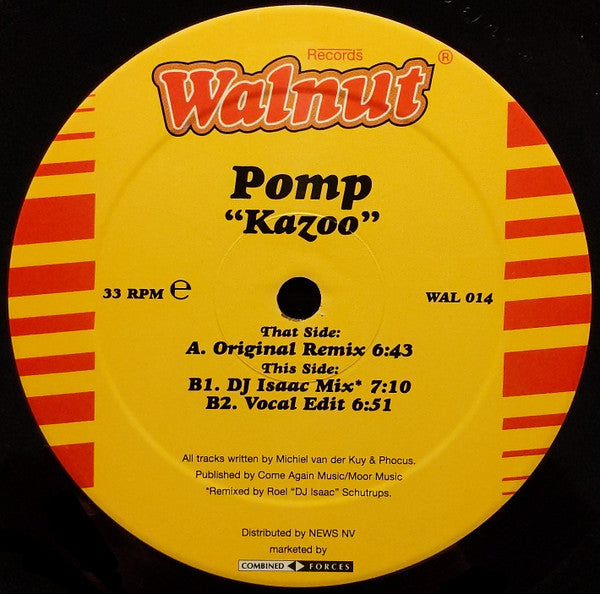 Records
Walnut ®
Pomp
“Kazoo”
33 RPM ℮
WAL 014
That Side:
A. Original Remix 6:43
This Side:
B1. DJ Isaac Mix* 7:10
B2. Vocal Edit 6:51
All tracks written by Michiel van der Kuy & Phocus.
Published by Come Again Music/Moor Music
*Remixed by Roel "DJ Isaac" Schutrups.
Distributed by NEWS NV
marketed by
COMBINED FORCES